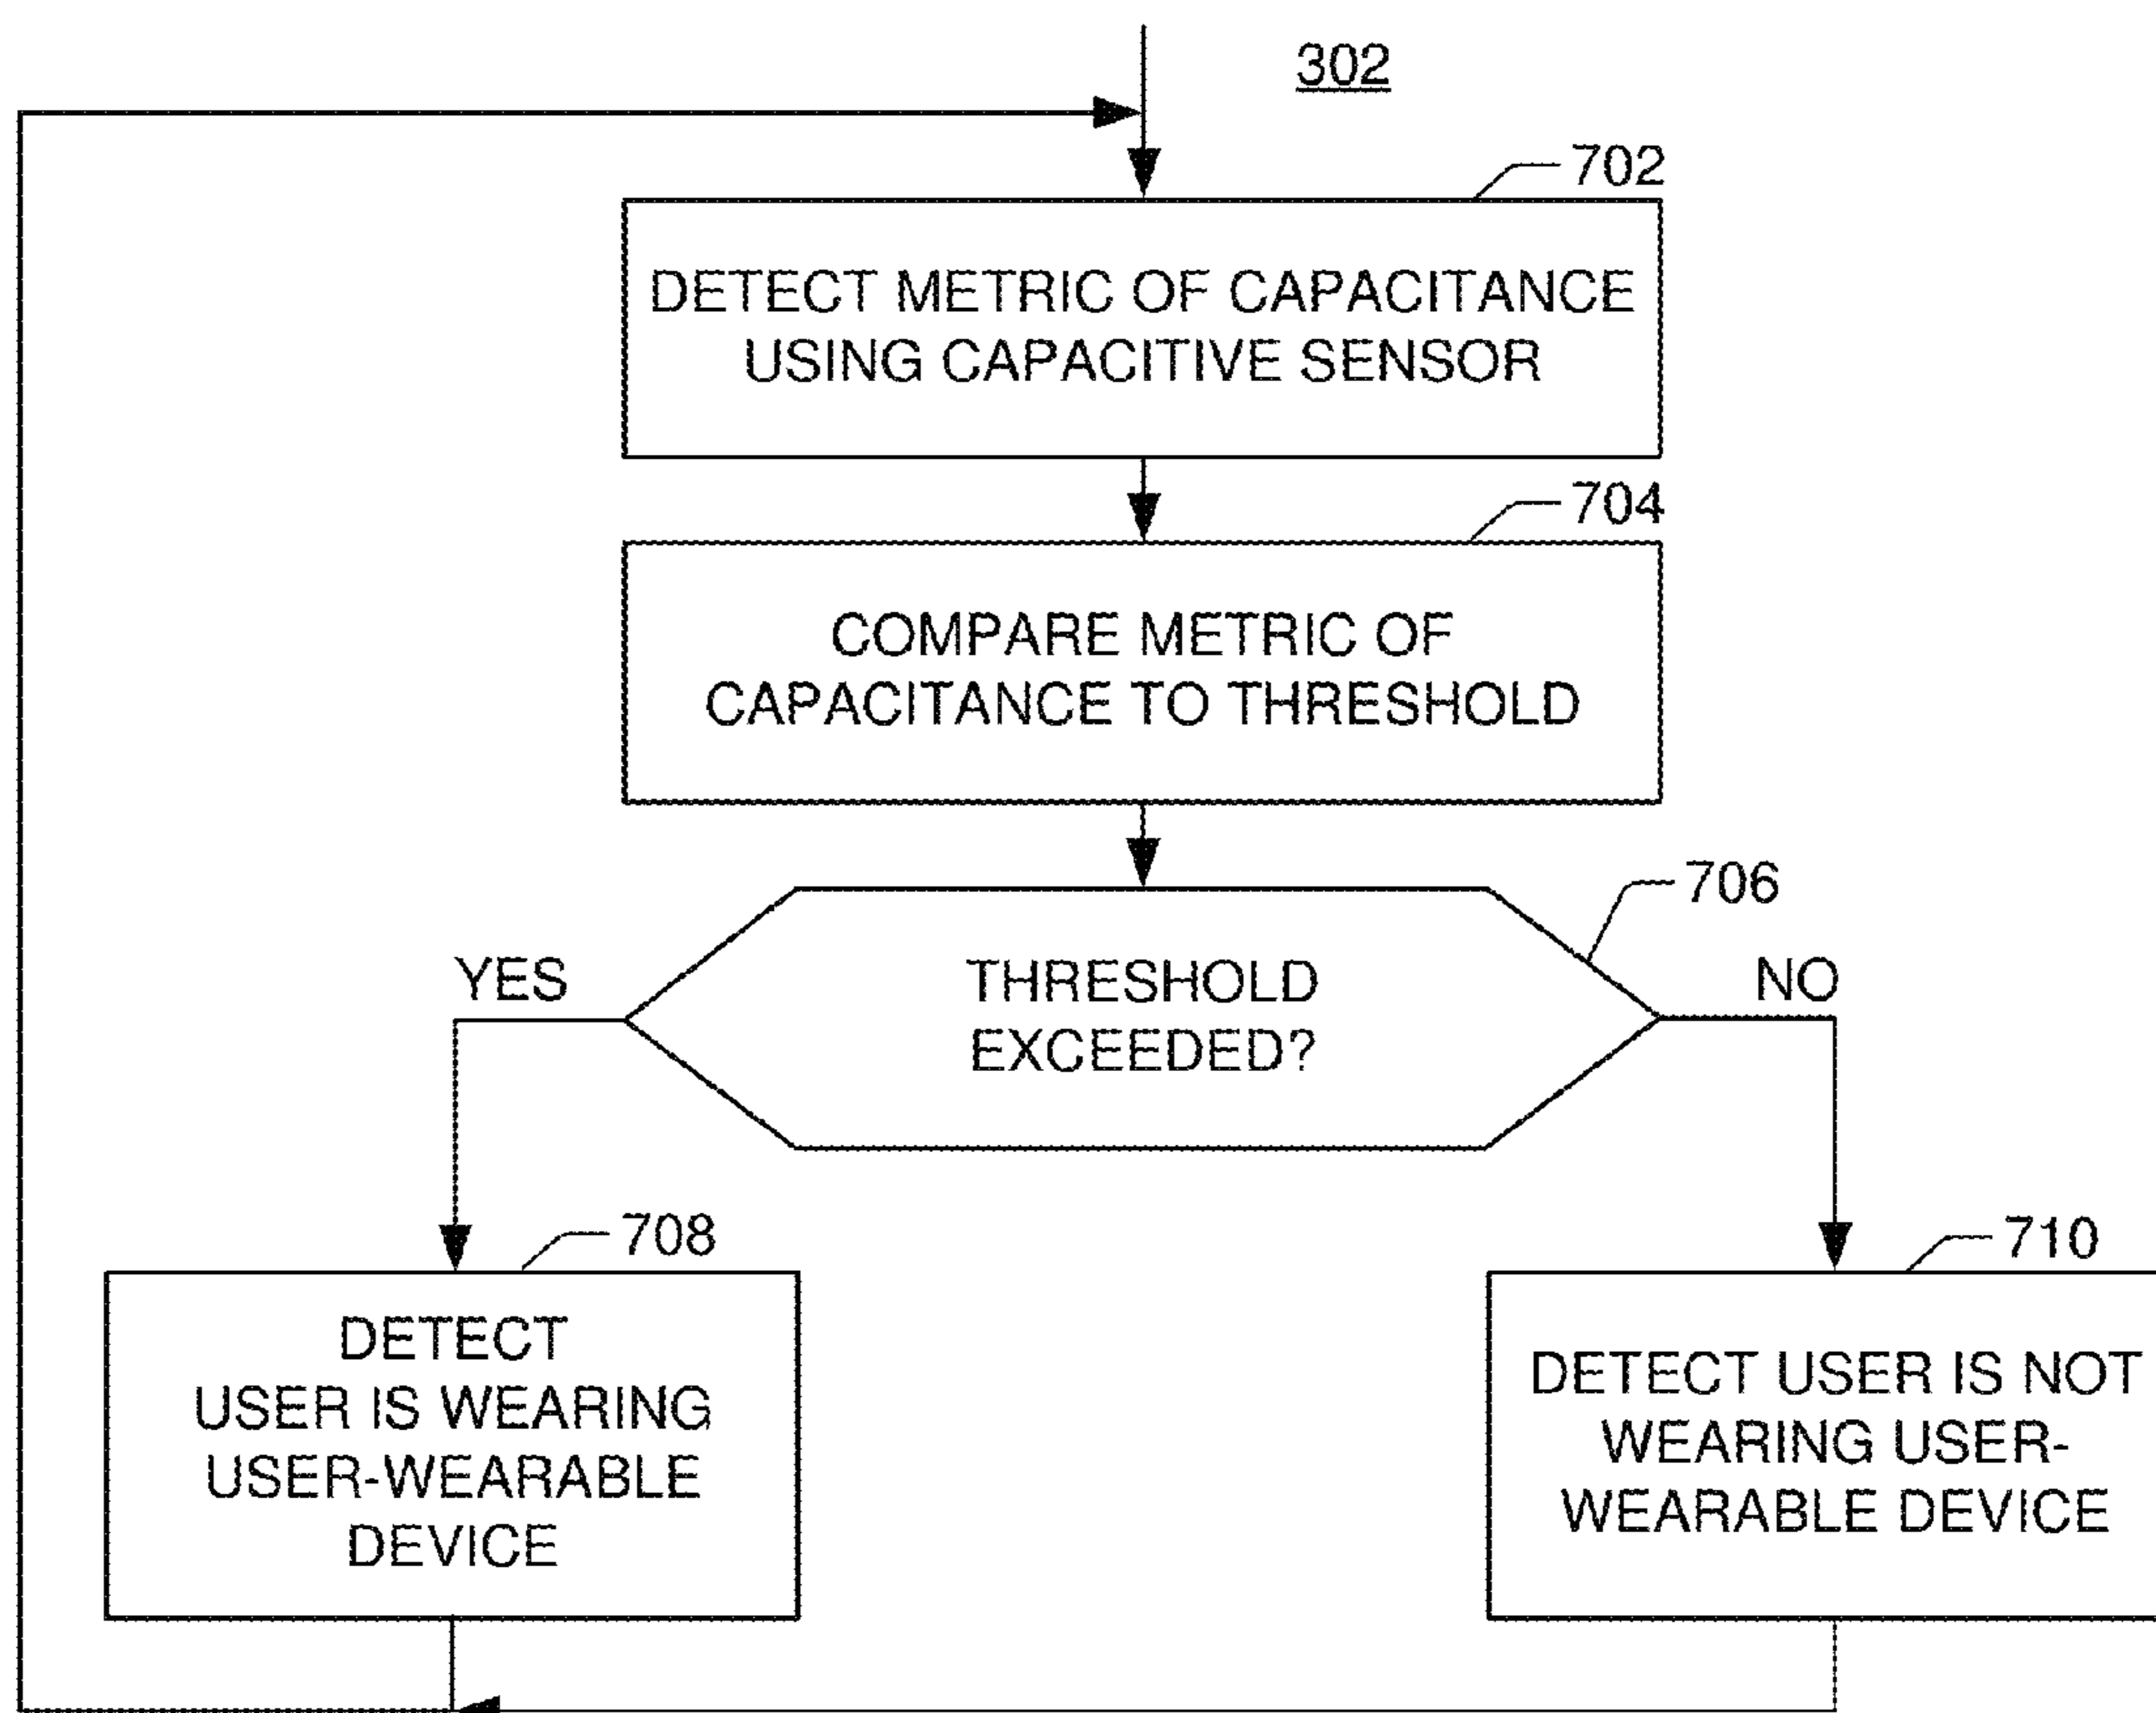 302
702
DETECT METRIC OF CAPACITANCE
USING CAPACITIVE SENSOR
704
COMPARE METRIC OF
CAPACITANCE TO THRESHOLD
706
YES
THRESHOLD
EXCEEDED?
NO
708
DETECT
USER IS WEARING
USER-WEARABLE
DEVICE
710
DETECT USER IS NOT
WEARING USER-
WEARABLE DEVICE